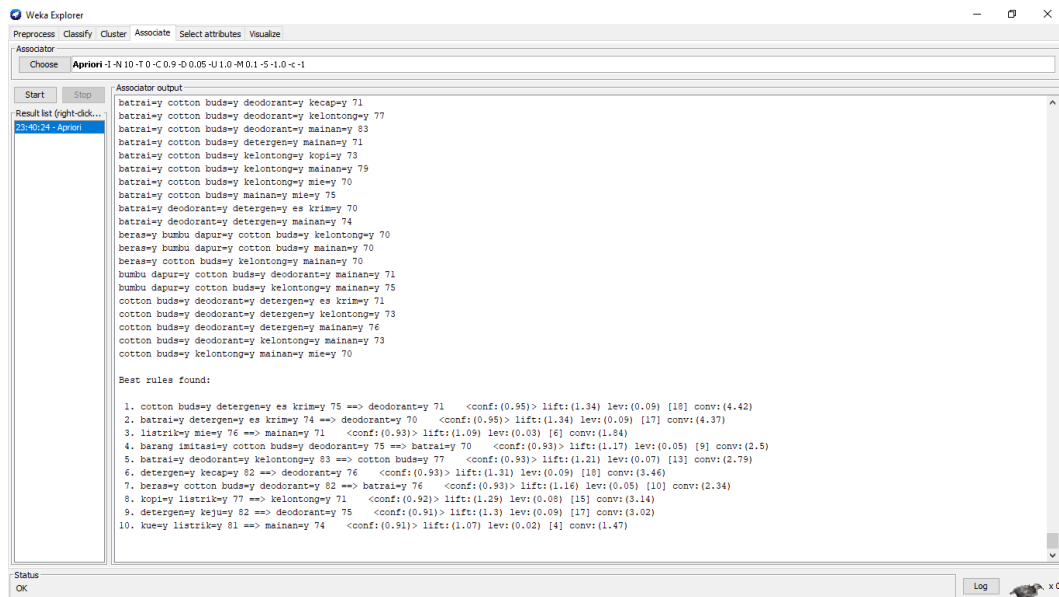 Weka Explorer
Preprocess Classify Cluster Associate Select attributes Visualize
Associator
Choose Apriori -I -N 10 -T 0 -C 0.9 -D 0.05 -U 1.0 -M 0.1 -S -1.0 -c -1
Start Stop
Result list (right-click...
23:40:24 - Apriori
Associator output
batrai=y cotton buds=y deodorant=y kecap=y 71
batrai=y cotton buds=y deodorant=y kelontong=y 77
batrai=y cotton buds=y deodorant=y mainan=y 83
batrai=y cotton buds=y detergen=y mainan=y 71
batrai=y cotton buds=y kelontong=y kopi=y 73
batrai=y cotton buds=y kelontong=y mainan=y 79
batrai=y cotton buds=y kelontong=y mie=y 70
batrai=y cotton buds=y mainan=y mie=y 75
batrai=y deodorant=y detergen=y es krim=y 70
batrai=y deodorant=y detergen=y mainan=y 74
beras=y bumbu dapur=y cotton buds=y kelontong=y 70
beras=y bumbu dapur=y cotton buds=y mainan=y 70
beras=y cotton buds=y kelontong=y mainan=y 70
bumbu dapur=y cotton buds=y deodorant=y mainan=y 71
bumbu dapur=y cotton buds=y kelontong=y mainan=y 75
cotton buds=y deodorant=y detergen=y es krim=y 71
cotton buds=y deodorant=y detergen=y kelontong=y 73
cotton buds=y deodorant=y detergen=y mainan=y 76
cotton buds=y deodorant=y kelontong=y mainan=y 73
cotton buds=y kelontong=y mainan=y mie=y 70
Best rules found:
1. cotton buds=y detergen=y es krim=y 75 ==> deodorant=y 71 <conf:(0.95)> lift:(1.34) lev:(0.09) [18] conv:(4.42)
2. batrai=y detergen=y es krim=y 74 ==> deodorant=y 70 <conf:(0.95)> lift:(1.34) lev:(0.09) [17] conv:(4.37)
3. listrik=y mie=y 76 ==> mainan=y 71 <conf:(0.93)> lift:(1.09) lev:(0.03) [6] conv:(1.84)
4. barang imitasi=y cotton buds=y deodorant=y 75 ==> batrai=y 70 <conf:(0.93)> lift:(1.17) lev:(0.05) [9] conv:(2.5)
5. batrai=y deodorant=y kelontong=y 83 ==> cotton buds=y 77 <conf:(0.93)> lift:(1.21) lev:(0.07) [13] conv:(2.79)
6. detergen=y kecap=y 82 ==> deodorant=y 76 <conf:(0.93)> lift:(1.31) lev:(0.09) [18] conv:(3.46)
7. beras=y cotton buds=y deodorant=y 82 ==> batrai=y 76 <conf:(0.93)> lift:(1.16) lev:(0.05) [10] conv:(2.34)
8. kopi=y listrik=y 77 ==> kelontong=y 71 <conf:(0.92)> lift:(1.29) lev:(0.08) [15] conv:(3.14)
9. detergen=y keju=y 82 ==> deodorant=y 75 <conf:(0.91)> lift:(1.3) lev:(0.09) [17] conv:(3.02)
10. kue=y listrik=y 81 ==> mainan=y 74 <conf:(0.91)> lift:(1.07) lev:(0.02) [4] conv:(1.47)
Status
OK
Log
x 0